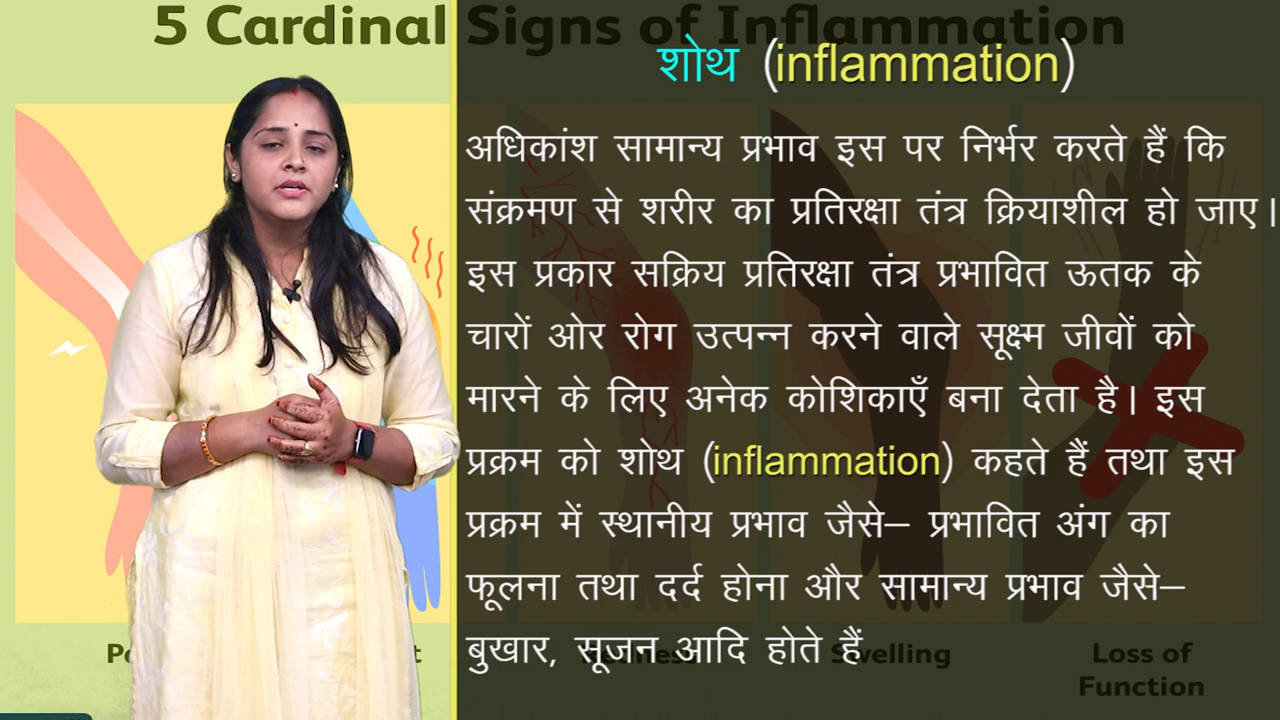 5 Cardinal Signs of Inflammation
शोथ (inflammation)
अधिकांश सामान्य प्रभाव इस पर निर्भर करते हैं कि
संक्रमण से शरीर का प्रतिरक्षा तंत्र क्रियाशील हो जाए।
इस प्रकार सक्रिय प्रतिरक्षा तंत्र प्रभावित ऊतक के
चारों ओर रोग उत्पन्न करने वाले सूक्ष्म जीवों को
मारने के लिए अनेक कोशिकाएँ बना देता है। इस
प्रक्रम को शोथ (inflammation) कहते हैं तथा इस
प्रक्रम में स्थानीय प्रभाव जैसे– प्रभावित अंग का
फूलना तथा दर्द होना और सामान्य प्रभाव जैसे–
बुखार, सूजन आदि होते हैं
Swelling
Loss of
Function